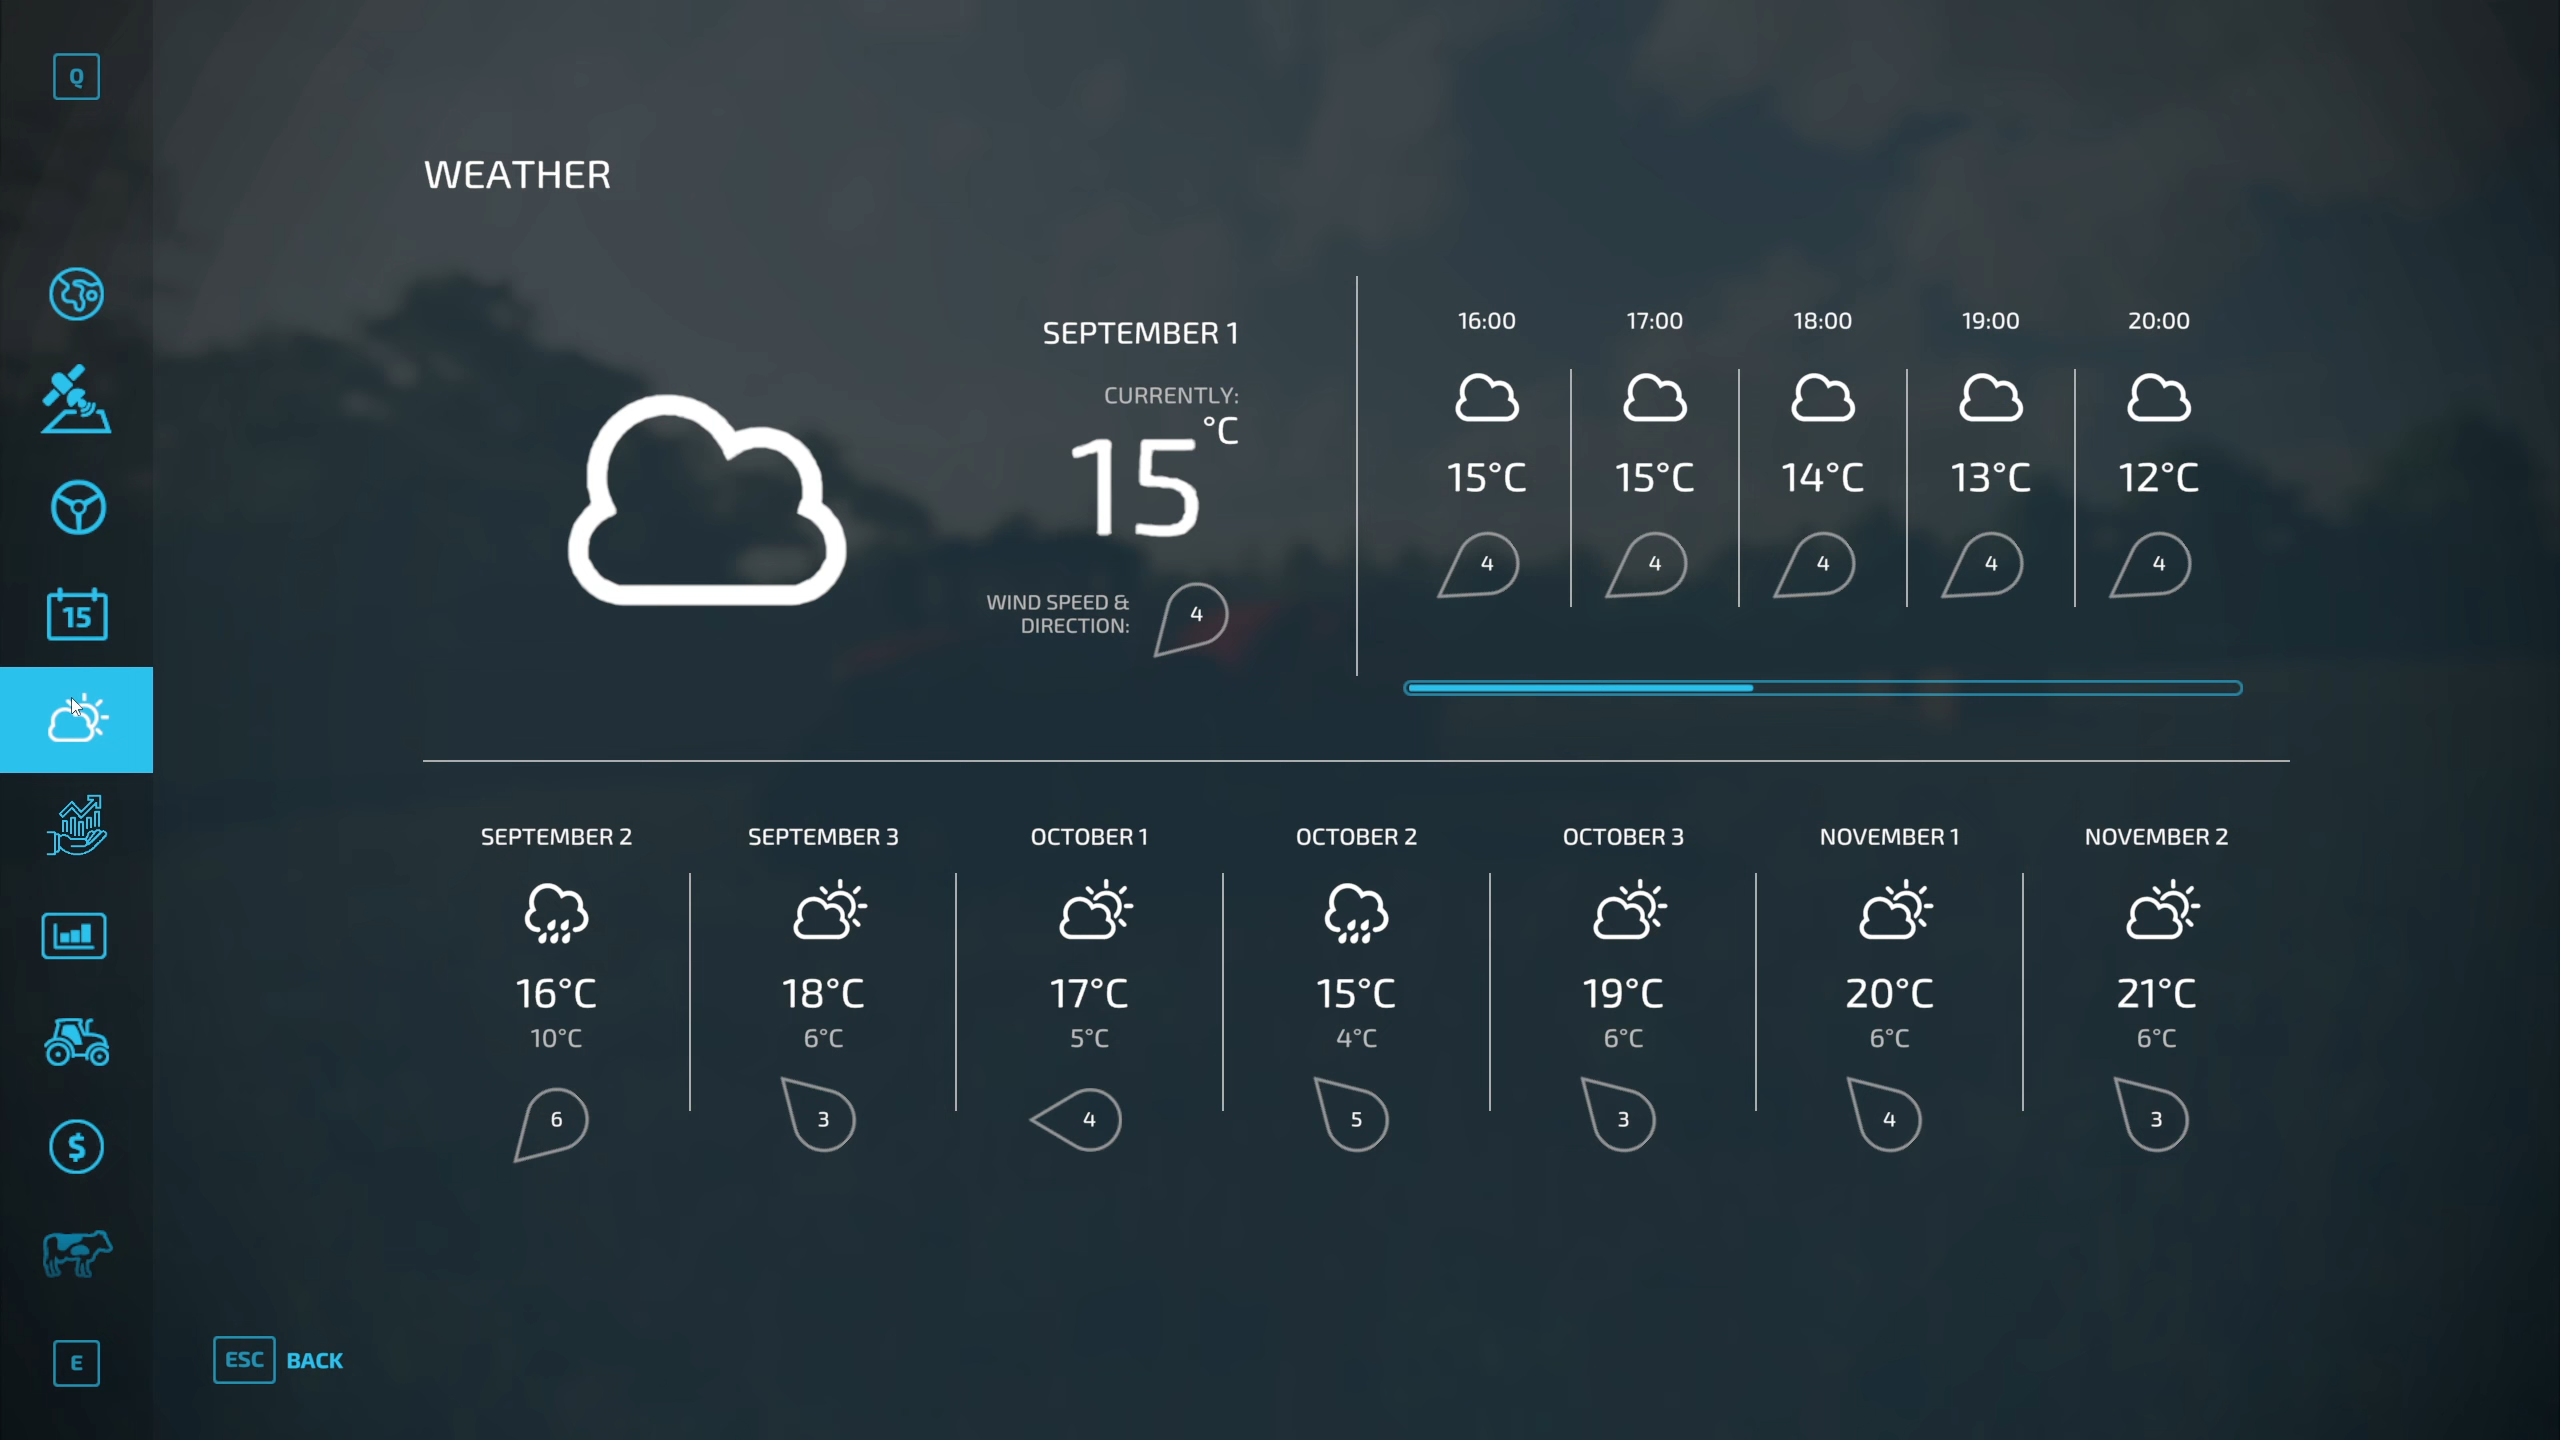 Q
WEATHER
15
SEPTEMBER 1
CURRENTLY:
15 °C
WIND SPEED &
DIRECTION:
4
16:00 17:00 18:00 19:00 20:00
15°C 15°C 14°C 13°C 12°C
4 4 4 4 4
SEPTEMBER 2 SEPTEMBER 3 OCTOBER 1 OCTOBER 2 OCTOBER 3 NOVEMBER 1 NOVEMBER 2
16°C 18°C 17°C 15°C 19°C 20°C 21°C
10°C 6°C 5°C 4°C 6°C 6°C 6°C
6 3 4 5 3 4 3
$
E
ESC BACK